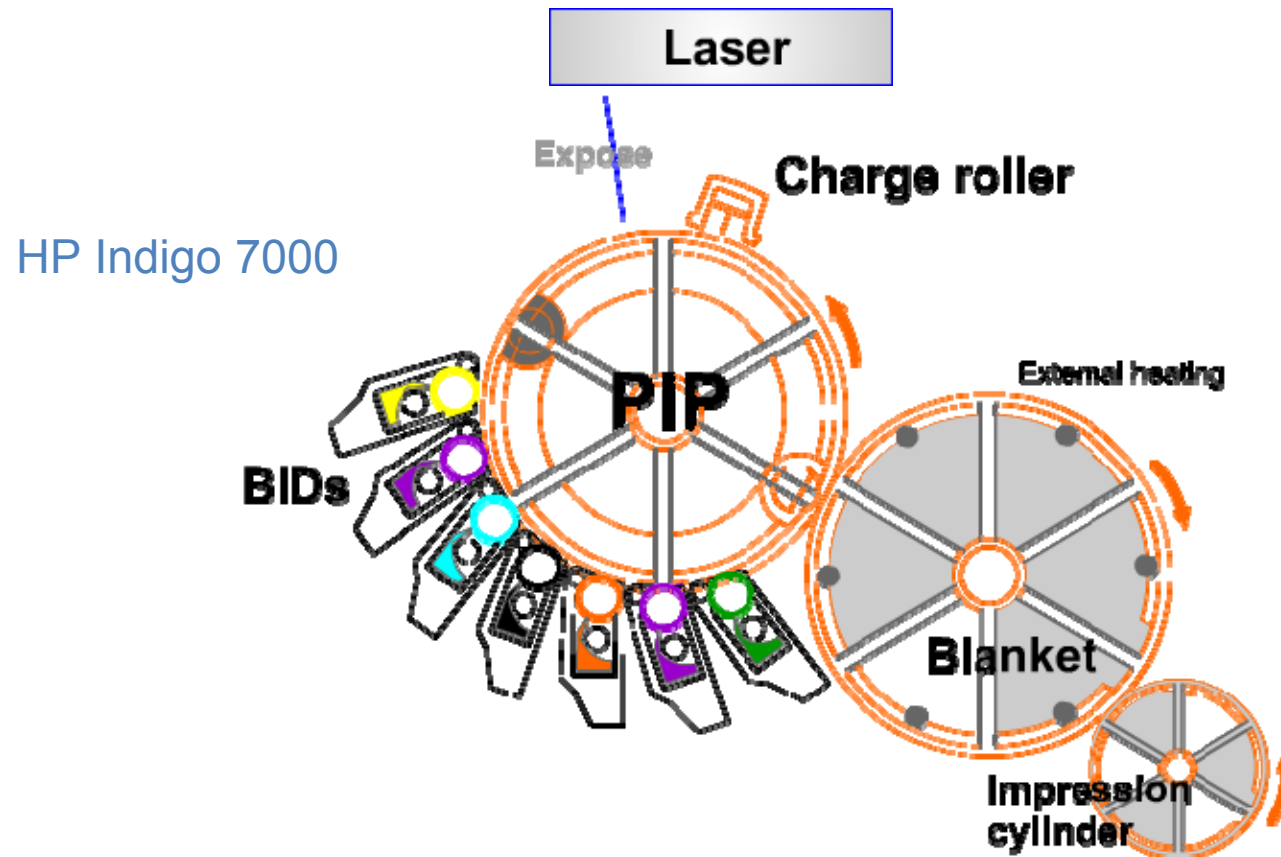 Laser
Expose
Charge roller
HP Indigo 7000
External heating
PIP
BIDs
Blanket
Impression
cylinder